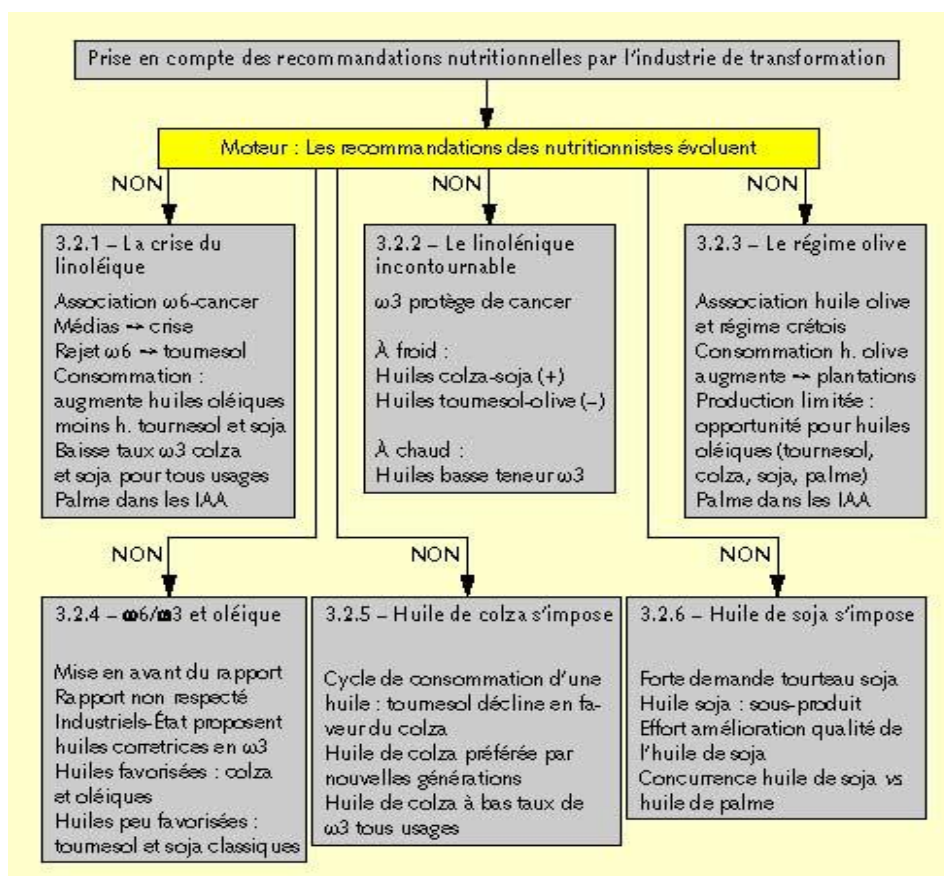 Prise en compte des recommandations nutritionnelles par l'industrie de transformation
Moteur : Les recommandations des nutritionnistes évoluent
NON
3.2.1 – La crise du
linoléique
Association ω6-cancer
Médias → crise
Rejet ω6 → tournesol
Consommation :
augmente huiles oléiques
moins h. tournesol et soja
Baisse taux ω3 colza
et soja pour tous usages
Palme dans les IAA
NON
3.2.2 – Le linolénique
incontournable
ω3 protège de cancer
À froid :
Huiles colza-soja (+)
Huiles tournesol-olive (–)
À chaud :
Huiles basse teneur ω3
NON
3.2.3 – Le régime olive
Asssociation huile olive
et régime crétois
Consommation h. olive
augmente → plantations
Production limitée :
opportunité pour huiles
oléiques (tournesol,
colza, soja, palme)
Palme dans les IAA
NON
3.2.4 – ω6/ω3 et oléique
Mise en avant du rapport
Rapport non respecté
Industriels-État proposent
huiles corretrices en ω3
Huiles favorisées : colza
et oléiques
Huiles peu favorisées :
tournesol et soja classiques
NON
3.2.5 – Huile de colza s'impose
Cycle de consommation d'une
huile : tournesol décline en fa-
veur du colza
Huile de colza préférée par
nouvelles générations
Huile de colza à bas taux de
ω3 tous usages
NON
3.2.6 – Huile de soja s'impose
Forte demande tourteau soja
Huile soja : sous-produit
Effort amélioration qualité de
l'huile de soja
Concurrence huile de soja vs
huile de palme